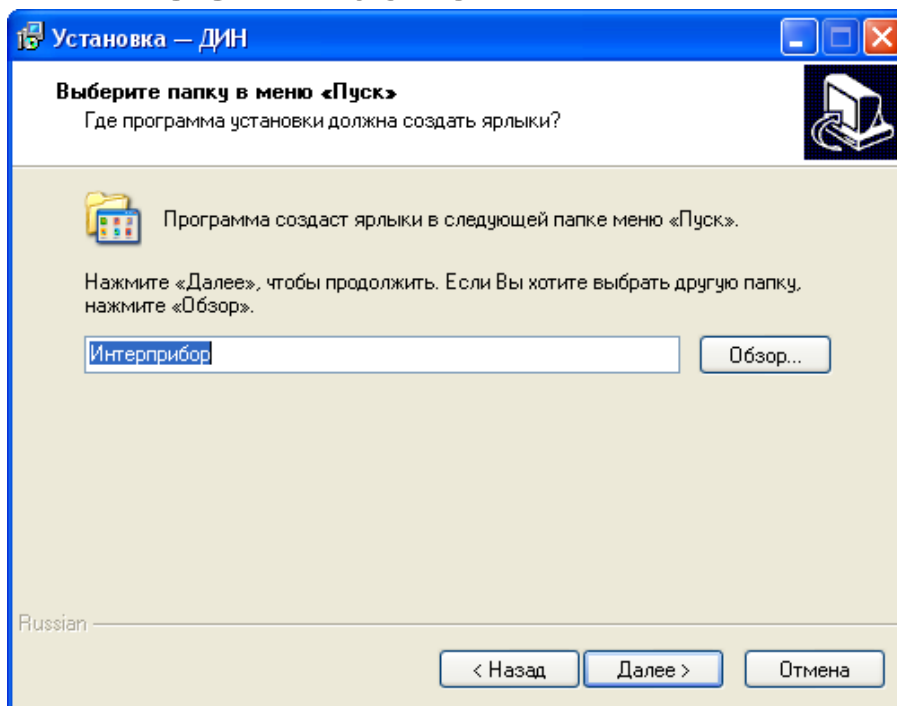 Установка — ДИН
Выберите папку в меню «Пуск»
Где программа установки должна создать ярлыки?
Программа создаст ярлыки в следующей папке меню «Пуск».
Нажмите «Далее», чтобы продолжить. Если Вы хотите выбрать другую папку,
нажмите «Обзор».
Интерприбор
Обзор...
Russian
< Назад
Далее >
Отмена